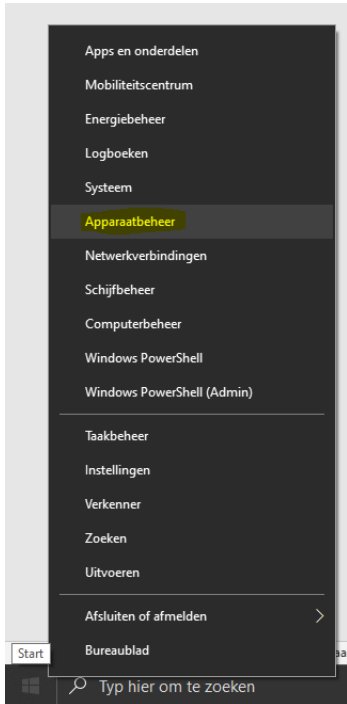 Apps en onderdelen
Mobiliteitscentrum
Energiebeheer
Logboeken
Systeem
Apparaatbeheer
Netwerkverbindingen
Schijfbeheer
Computerbeheer
Windows PowerShell
Windows PowerShell (Admin)
Taakbeheer
Instellingen
Verkenner
Zoeken
Uitvoeren
Afsluiten of afmelden
Bureaublad
Start
Typ hier om te zoeken